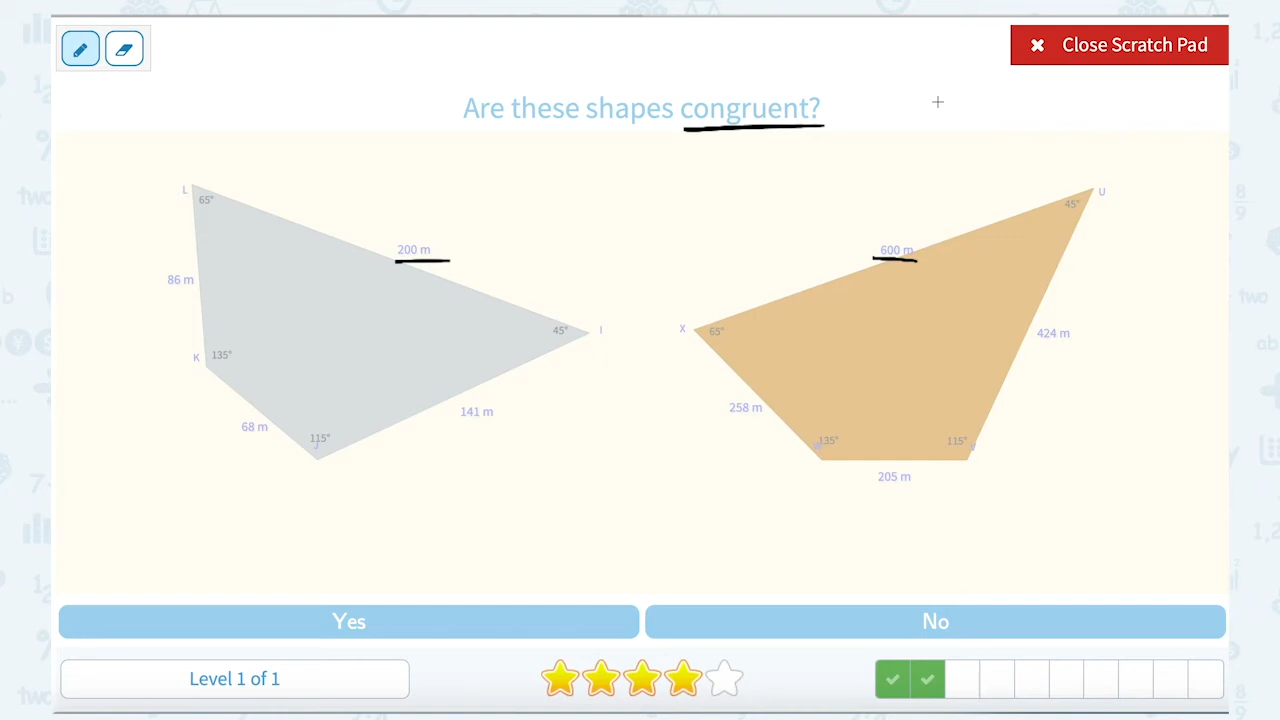 Close Scratch Pad
Are these shapes congruent?
L
65°
200 m
86 m
45°
I
K
135°
141 m
68 m
115°
J
U
45°
600 m
X
65°
424 m
258 m
135°
115°
205 m
Yes
No
Level 1 of 1